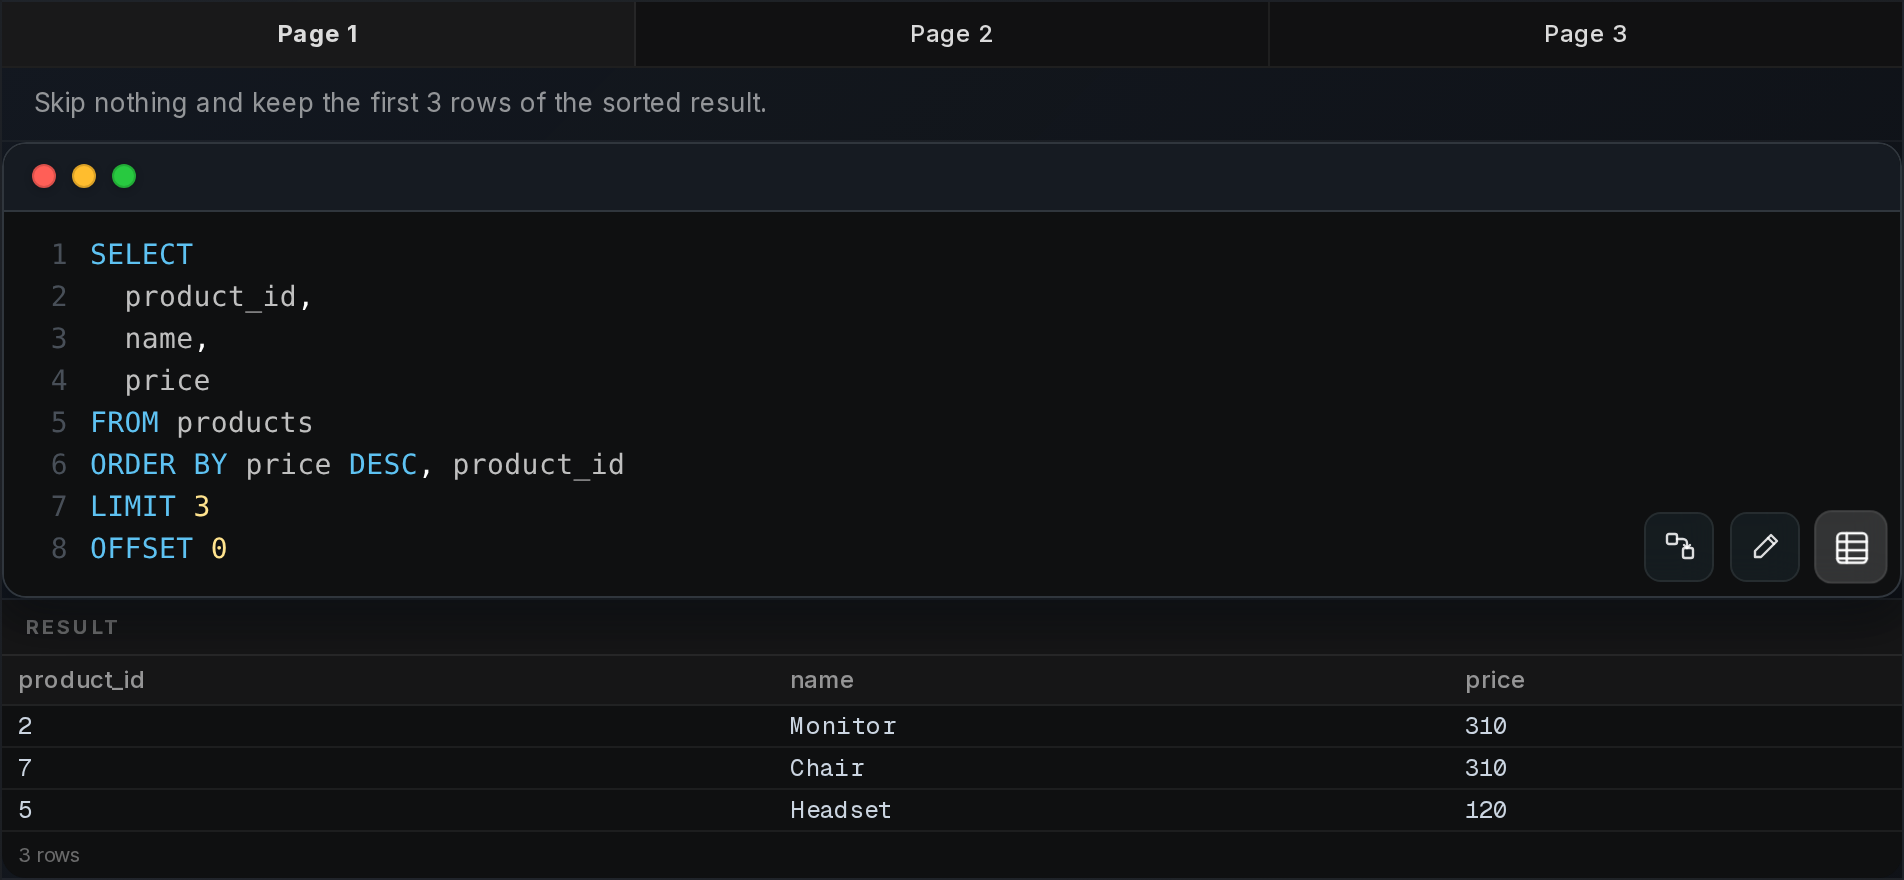 Page 1
Page 2
Page 3
Skip nothing and keep the first 3 rows of the sorted result.
1 SELECT
2 product_id,
3 name,
4 price
5 FROM products
6 ORDER BY price DESC, product_id
7 LIMIT 3
8 OFFSET 0
RESULT
product_id name price
2 Monitor 310
7 Chair 310
5 Headset 120
3 rows